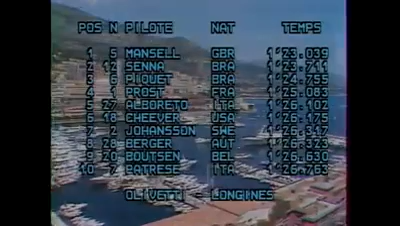 POS N PILOTE NAT TEMPS
1 5 MANSELL GBR 1'23.039
2 12 SENNA BRA 1'23.711
3 6 PIQUET BRA 1'24.755
4 1 PROST FRA 1'25.083
5 27 ALBORETO ITA 1'26.102
6 18 CHEEVER USA 1'26.175
7 2 JOHANSSON SWE 1'26.317
8 28 BERGER AUT 1'26.323
9 20 BOUTSEN BEL 1'26.630
10 7 PATRESE ITA 1'26.763
OLIVETTI - LONGINES